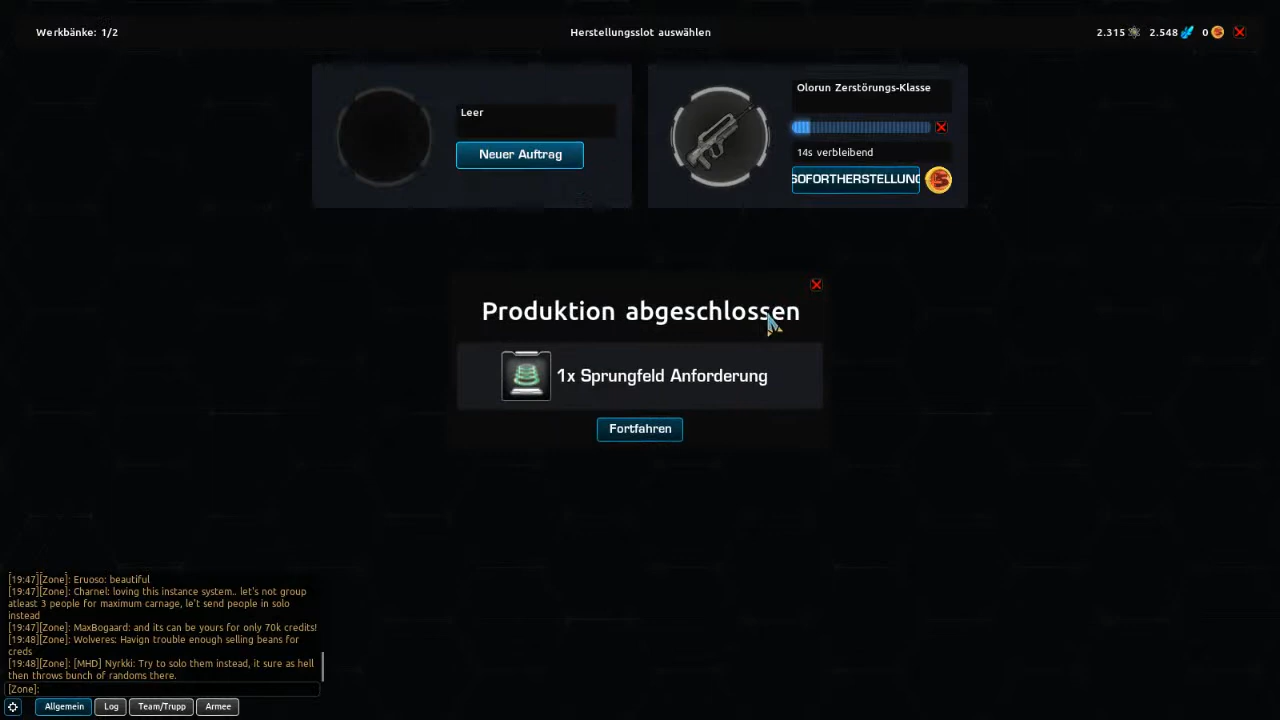 Werkbänke: 1/2
Herstellungsslot auswählen
2.315 2.548 0
Leer
Neuer Auftrag
Olorun Zerstörungs-Klasse
14s verbleibend
SOFORTHERSTELLUNG
Produktion abgeschlossen
1x Sprungfeld Anforderung
Fortfahren
[19:47][Zone]: Eruoso: beautiful
[19:47][Zone]: Charnel: loving this instance system.. let's not group
atleast 3 people for maximum carnage, le't send people in solo
instead
[19:47][Zone]: MaxBogaard: and its can be yours for only 70k credits!
[19:48][Zone]: Wolveres: Havign trouble enough selling beans for
creds
[19:48][Zone]: [MHD] Nyrkki: Try to solo them instead, it sure as hell
then throws bunch of randoms there.
[Zone]:
Allgemein Log Team/Trupp Armee